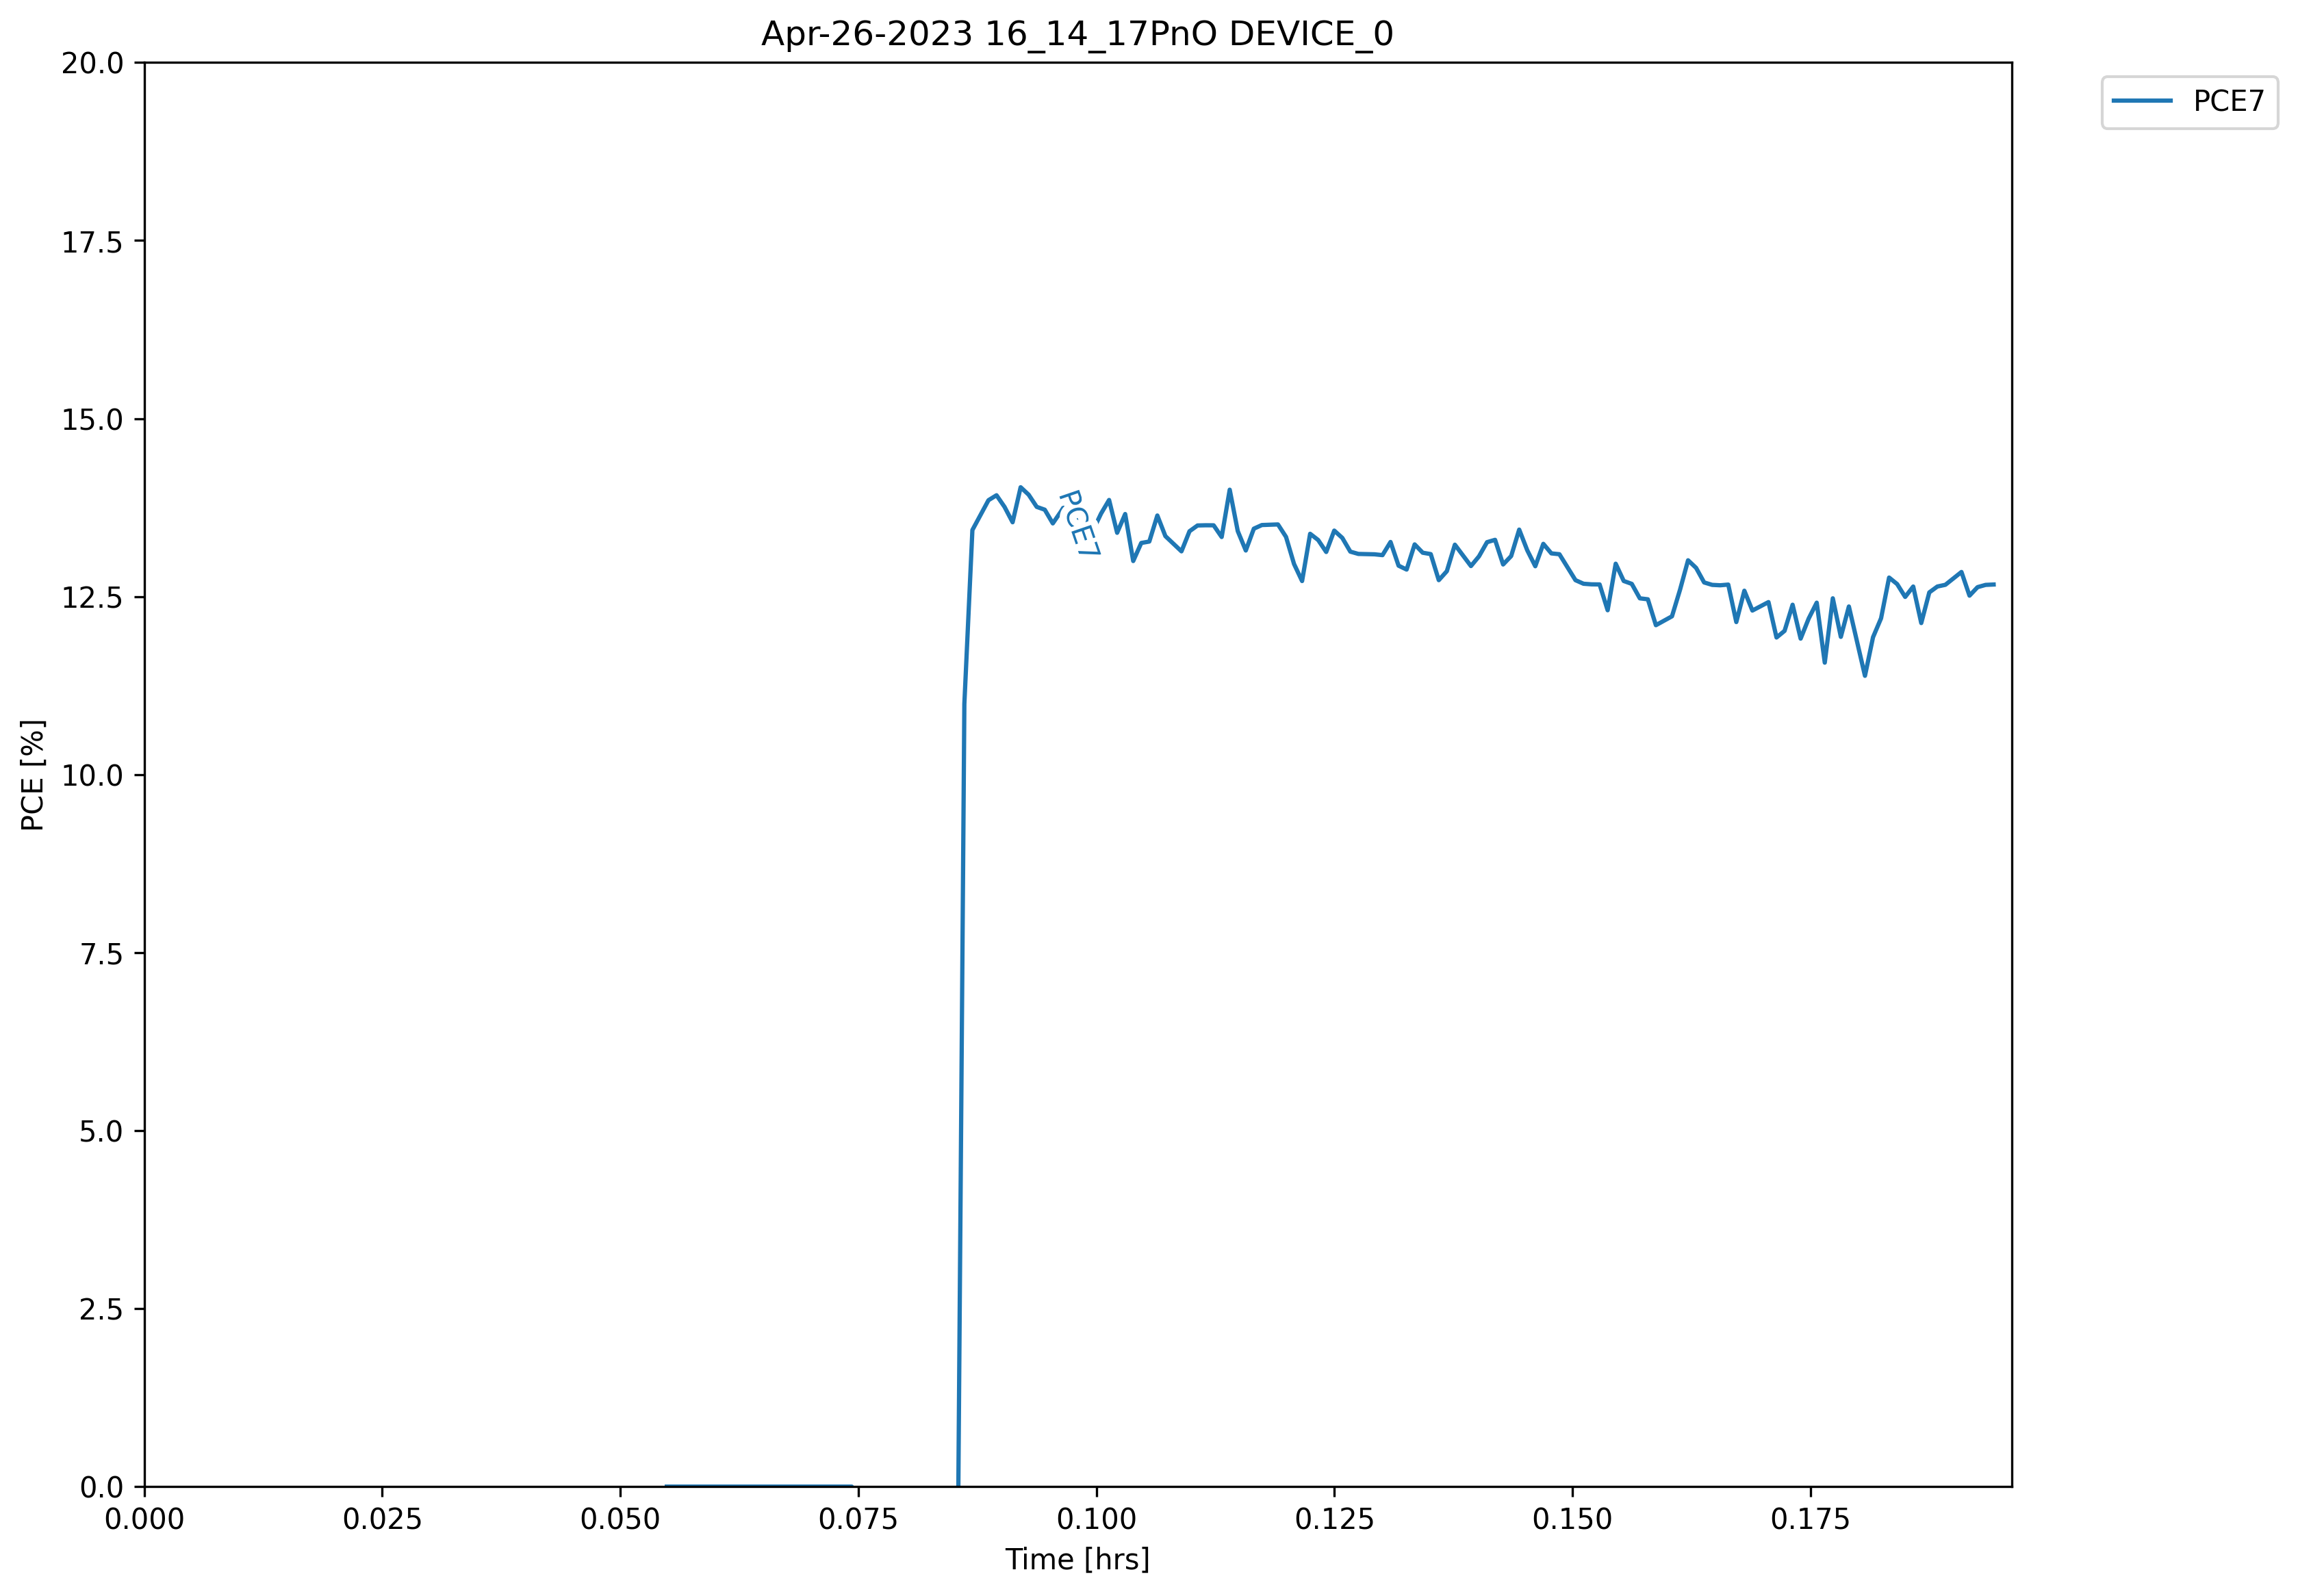 Apr-26-2023 16_14_17PnO DEVICE_0
PCE7
20.0
17.5
15.0
12.5
10.0
7.5
5.0
2.5
0.0
PCE [%]
PCE7
0.000 0.025 0.050 0.075 0.100 0.125 0.150 0.175
Time [hrs]